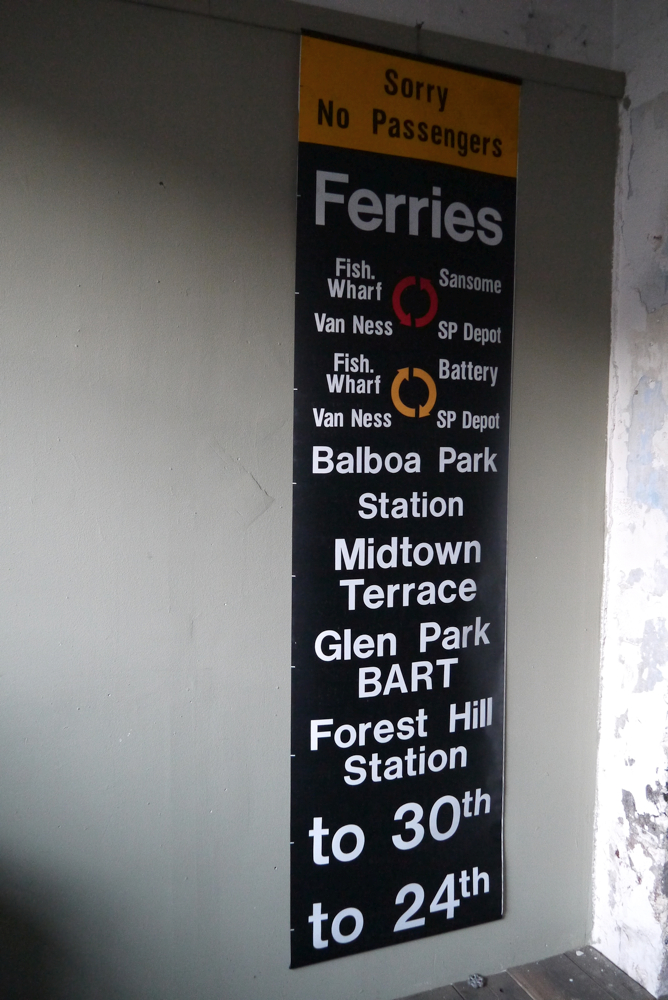 Sorry
No Passengers
Ferries
Fish.
Wharf
Sansome
Van Ness
SP Depot
Fish.
Wharf
Battery
Van Ness
SP Depot
Balboa Park
Station
Midtown
Terrace
Glen Park
BART
Forest Hill
Station
to 30th
to 24th